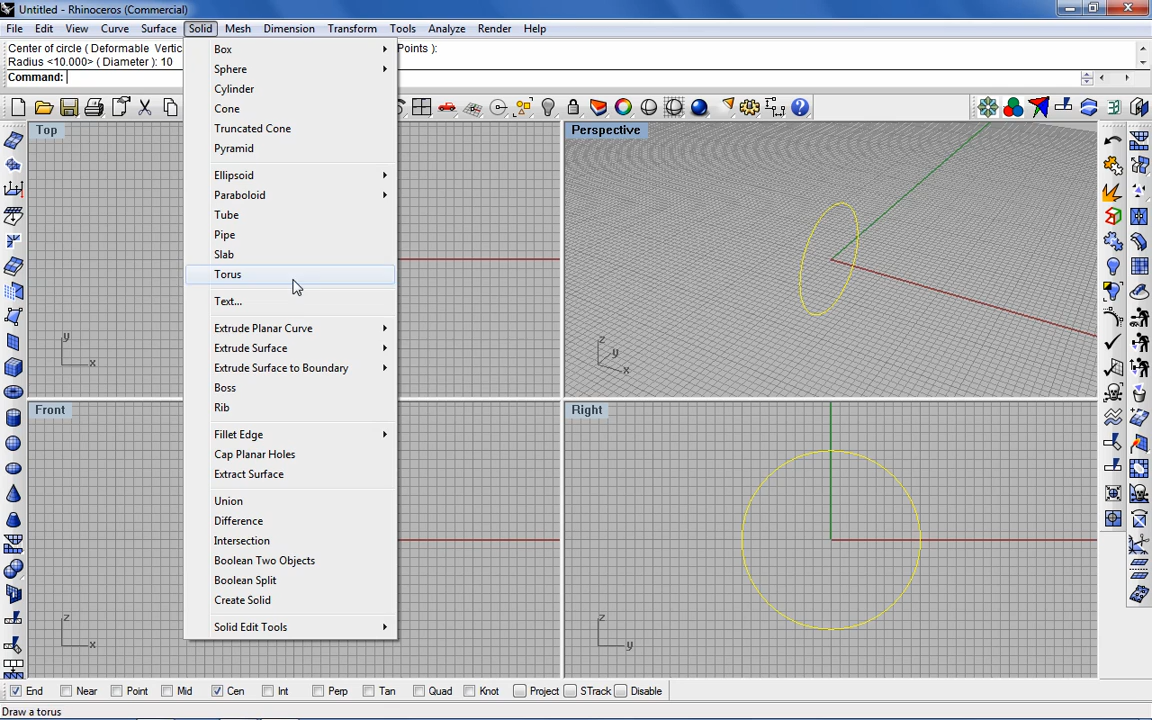 Untitled - Rhinoceros (Commercial)
File Edit View Curve Surface Solid Mesh Dimension Transform Tools Analyze Render Help
Center of circle ( Deformable Vertic Points ):
Radius <10.000> ( Diameter ): 10
Command:
Top
Perspective
Box
Sphere
Cylinder
Cone
Truncated Cone
Pyramid
Ellipsoid
Paraboloid
Tube
Pipe
Slab
Torus
Text...
Extrude Planar Curve
Extrude Surface
Extrude Surface to Boundary
Boss
Rib
Fillet Edge
Cap Planar Holes
Extract Surface
Union
Difference
Intersection
Boolean Two Objects
Boolean Split
Create Solid
Solid Edit Tools
y
x
z
y
x
Front
Right
z
x
z
y
End Near Point Mid Cen Int Perp Tan Quad Knot Project STrack Disable
Draw a torus